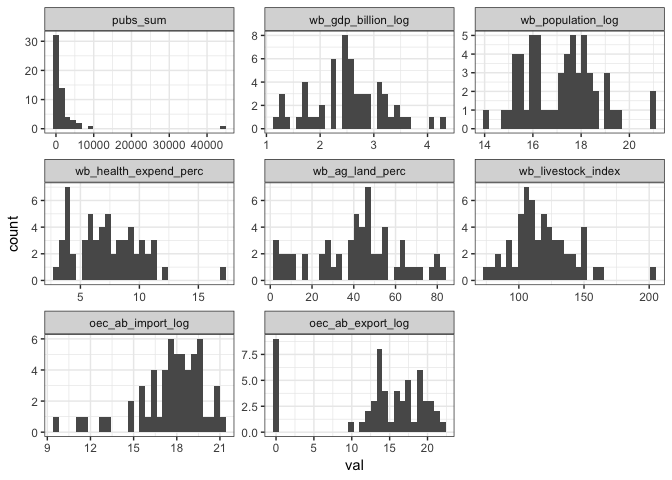 pubs_sum
wb_gdp_billion_log
wb_population_log
30
20
10
0
0 10000 20000 30000 40000
8
6
4
2
0
1 2 3 4
5
4
3
2
1
0
14 16 18 20
wb_health_expend_perc
wb_ag_land_perc
wb_livestock_index
6
4
2
0
5 10 15
6
4
2
0
0 20 40 60 80
6
4
2
0
100 150 200
oec_ab_import_log
oec_ab_export_log
6
4
2
0
9 12 15 18 21
7.5
5.0
2.5
0.0
0 5 10 15 20
count
val